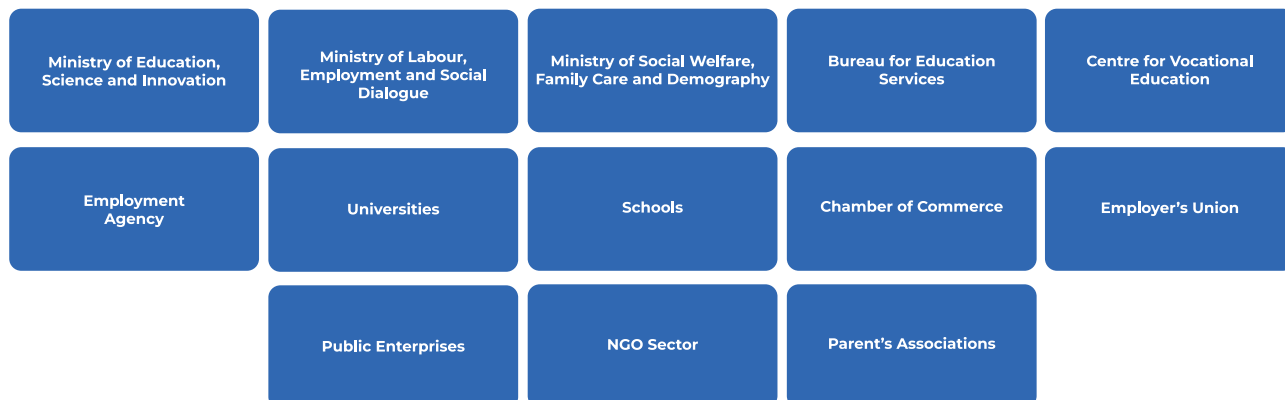 Ministry of Education,
Science and Innovation
Ministry of Labour,
Employment and Social
Dialogue
Ministry of Social Welfare,
Family Care and Demography
Bureau for Education
Services
Centre for Vocational
Education
Employment
Agency
Universities
Schools
Chamber of Commerce
Employer’s Union
Public Enterprises
NGO Sector
Parent’s Associations